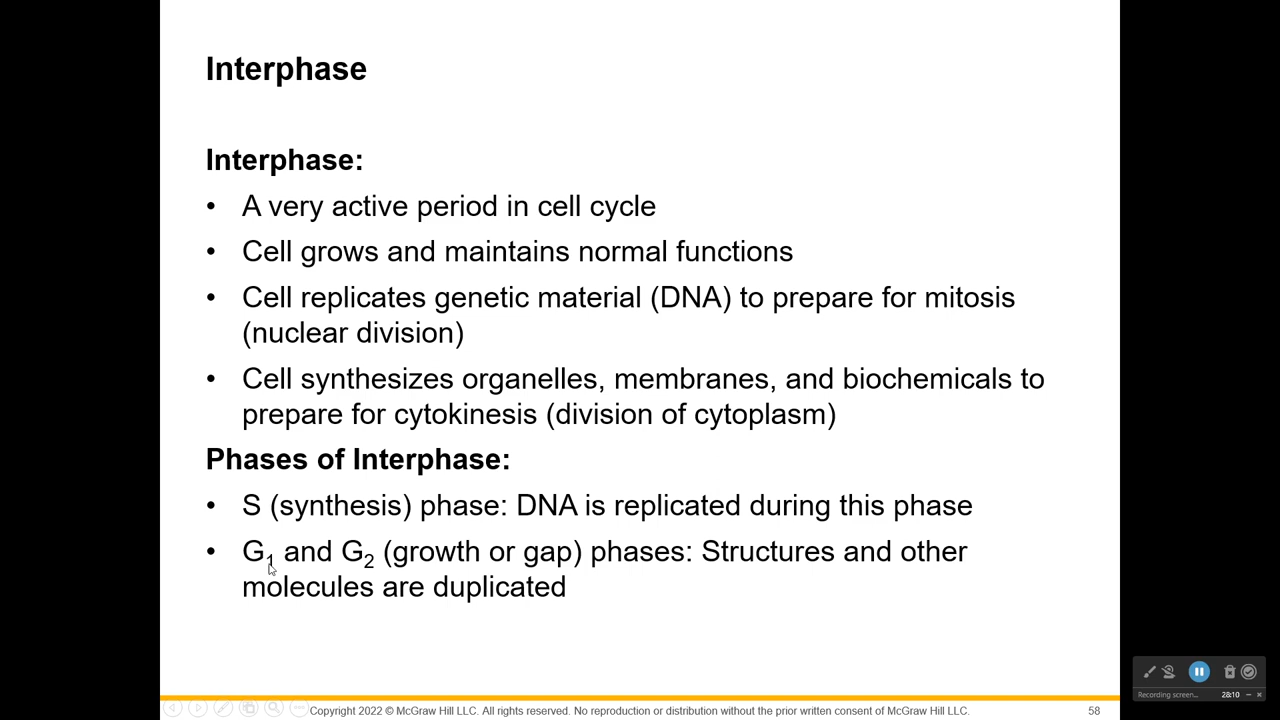 Interphase
Interphase:
• A very active period in cell cycle
• Cell grows and maintains normal functions
• Cell replicates genetic material (DNA) to prepare for mitosis
(nuclear division)
• Cell synthesizes organelles, membranes, and biochemicals to
prepare for cytokinesis (division of cytoplasm)
Phases of Interphase:
• S (synthesis) phase: DNA is replicated during this phase
• G₁ and G₂ (growth or gap) phases: Structures and other
molecules are duplicated
Recording screen... 28:10
Copyright 2022 © McGraw Hill LLC. All rights reserved. No reproduction or distribution without the prior written consent of McGraw Hill LLC. 58